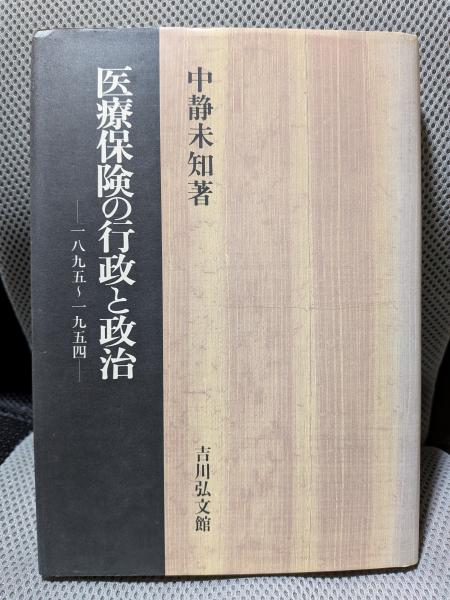 中静未知著
医療保険の行政と政治
―一八九五～一九五四―
吉川弘文館